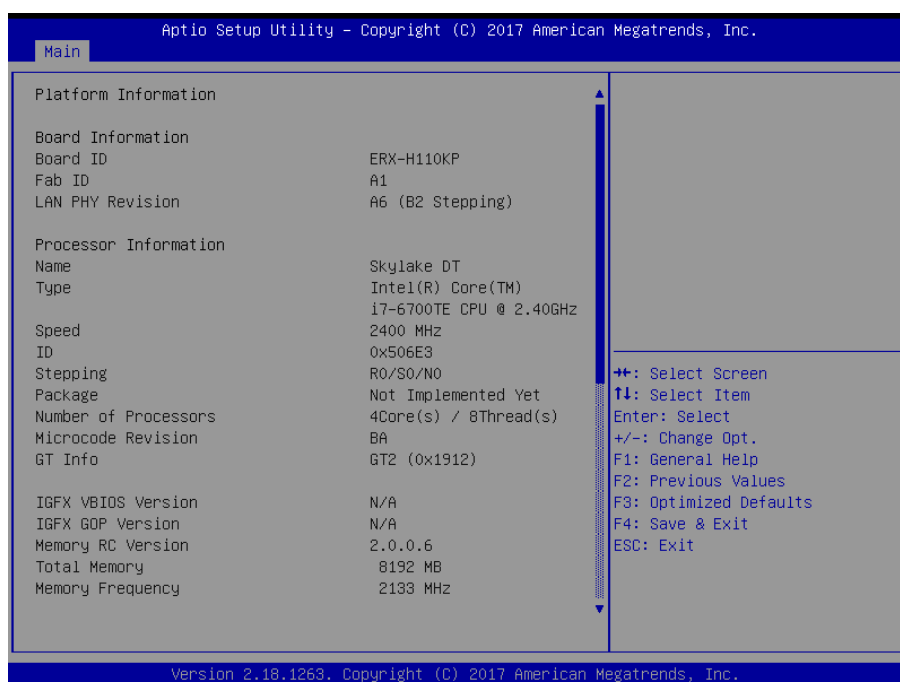 Aptio Setup Utility – Copyright (C) 2017 American Megatrends, Inc.
Main
Platform Information
Board Information
Board ID ERX-H110KP
Fab ID A1
LAN PHY Revision A6 (B2 Stepping)
Processor Information
Name Skylake DT
Type Intel(R) Core(TM)
i7-6700TE CPU @ 2.40GHz
Speed 2400 MHz
ID 0x506E3
Stepping R0/S0/N0
Package Not Implemented Yet
Number of Processors 4Core(s) / 8Thread(s)
Microcode Revision BA
GT Info GT2 (0x1912)
IGFX VBIOS Version N/A
IGFX GOP Version N/A
Memory RC Version 2.0.0.6
Total Memory 8192 MB
Memory Frequency 2133 MHz
→←: Select Screen
↑↓: Select Item
Enter: Select
+/-: Change Opt.
F1: General Help
F2: Previous Values
F3: Optimized Defaults
F4: Save & Exit
ESC: Exit
Version 2.18.1263. Copyright (C) 2017 American Megatrends, Inc.